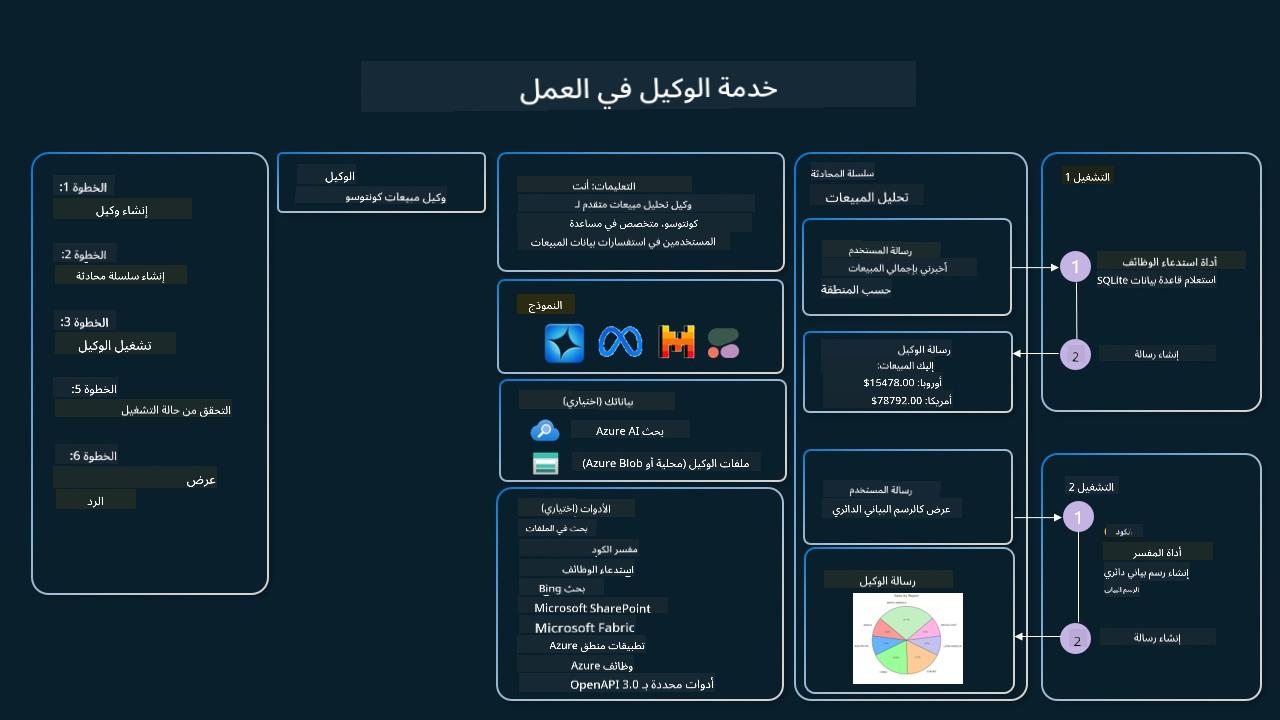 خدمة الوكيل في العمل
الخطوة 1:
إنشاء وكيل
الخطوة 2:
إنشاء سلسلة محادثة
الخطوة 3:
تشغيل الوكيل
الخطوة 5:
التحقق من حالة التشغيل
الخطوة 6:
عرض
الرد
الوكيل
وكيل مبيعات كونتوسو
التعليمات: أنت
وكيل تحليل مبيعات متقدم لـ
كونتوسو، متخصص في مساعدة
المستخدمين في استفسارات بيانات المبيعات
النموذج
بياناتك (اختياري)
بحث Azure AI
ملفات الوكيل (محلية أو Azure Blob)
الأدوات (اختياري)
بحث في الملفات
مفسر الكود
استدعاء الوظائف
بحث Bing
Microsoft SharePoint
Microsoft Fabric
تطبيقات منطق Azure
وظائف Azure
أدوات محددة بـ OpenAPI 3.0
سلسلة المحادثة
تحليل المبيعات
رسالة المستخدم
أخبرني بإجمالي المبيعات
حسب المنطقة
رسالة الوكيل
إليك المبيعات:
أوروبا: 15478.00$
أمريكا: 78792.00$
رسالة المستخدم
عرض كالرسم البياني الدائري
رسالة الوكيل
التشغيل 1
1
أداة استدعاء الوظائف
استعلام قاعدة بيانات SQLite
2
إنشاء رسالة
التشغيل 2
1
الكود
أداة المفسر
إنشاء رسم بياني دائري
الرسم البياني
2
إنشاء رسالة